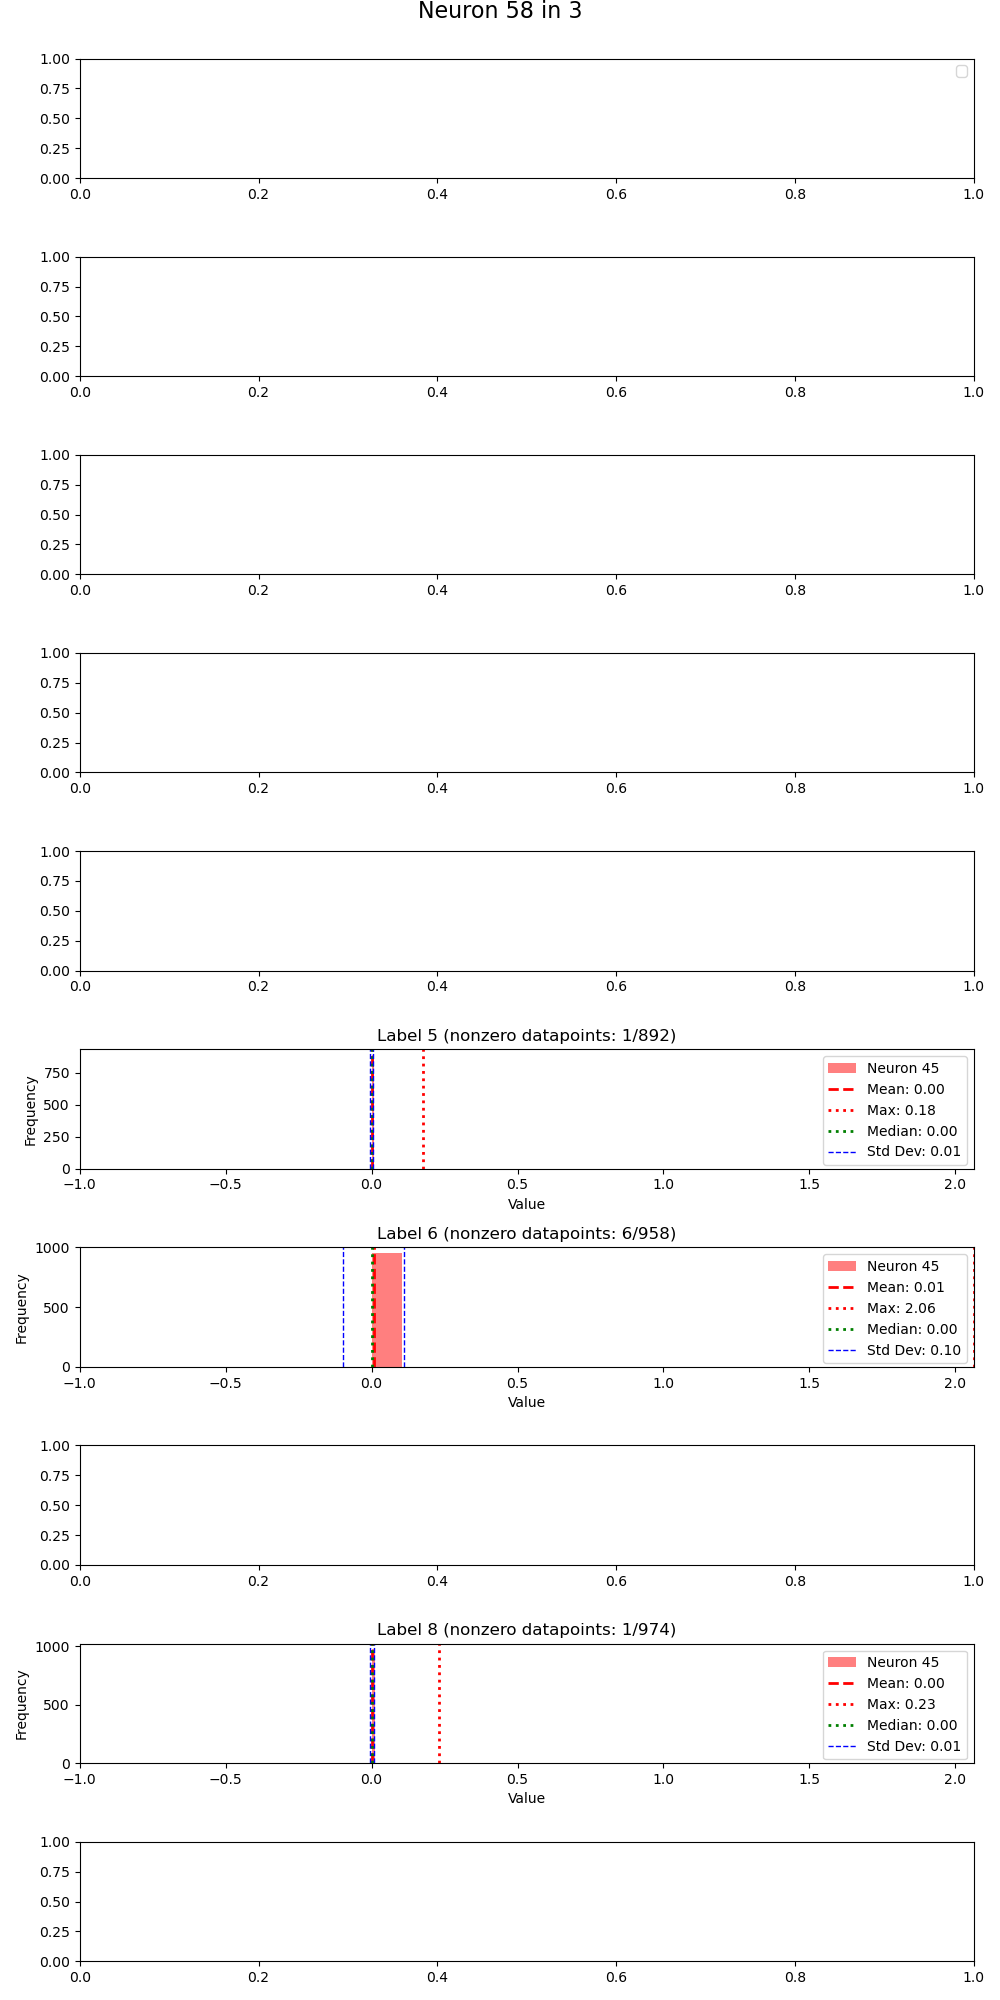 Neuron 58 in 3
1.00
0.75
0.50
0.25
0.00
0.0 0.2 0.4 0.6 0.8 1.0
1.00
0.75
0.50
0.25
0.00
0.0 0.2 0.4 0.6 0.8 1.0
1.00
0.75
0.50
0.25
0.00
0.0 0.2 0.4 0.6 0.8 1.0
1.00
0.75
0.50
0.25
0.00
0.0 0.2 0.4 0.6 0.8 1.0
1.00
0.75
0.50
0.25
0.00
0.0 0.2 0.4 0.6 0.8 1.0
Label 5 (nonzero datapoints: 1/892)
Frequency
750
500
250
0
Neuron 45
Mean: 0.00
Max: 0.18
Median: 0.00
Std Dev: 0.01
−1.0 −0.5 0.0 0.5 1.0 1.5 2.0
Value
Label 6 (nonzero datapoints: 6/958)
Frequency
1000
500
0
Neuron 45
Mean: 0.01
Max: 2.06
Median: 0.00
Std Dev: 0.10
−1.0 −0.5 0.0 0.5 1.0 1.5 2.0
Value
1.00
0.75
0.50
0.25
0.00
0.0 0.2 0.4 0.6 0.8 1.0
Label 8 (nonzero datapoints: 1/974)
Frequency
1000
500
0
Neuron 45
Mean: 0.00
Max: 0.23
Median: 0.00
Std Dev: 0.01
−1.0 −0.5 0.0 0.5 1.0 1.5 2.0
Value
1.00
0.75
0.50
0.25
0.00
0.0 0.2 0.4 0.6 0.8 1.0